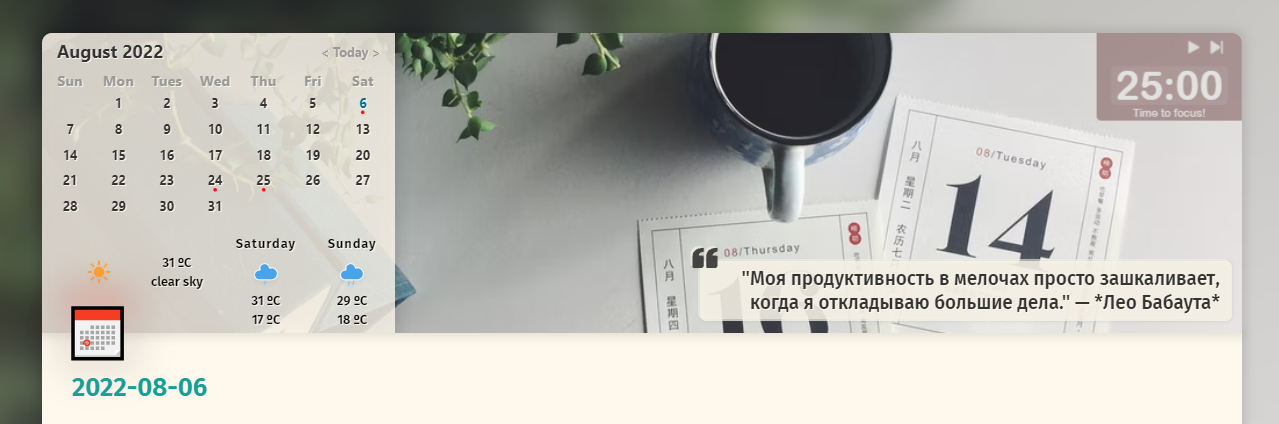 August 2022
< Today >
Sun Mon Tues Wed Thu Fri Sat
1 2 3 4 5 6
7 8 9 10 11 12 13
14 15 16 17 18 19 20
21 22 23 24 25 26 27
28 29 30 31
31 ºC
clear sky
Saturday
31 ºC
17 ºC
Sunday
29 ºC
18 ºC
25:00
Time to focus!
08/Tuesday
14
八月 星期二 农历七
08/Thursday
八月 星期四
"Моя продуктивность в мелочах просто зашкаливает,
когда я откладываю большие дела." — *Лео Бабаута*
2022-08-06